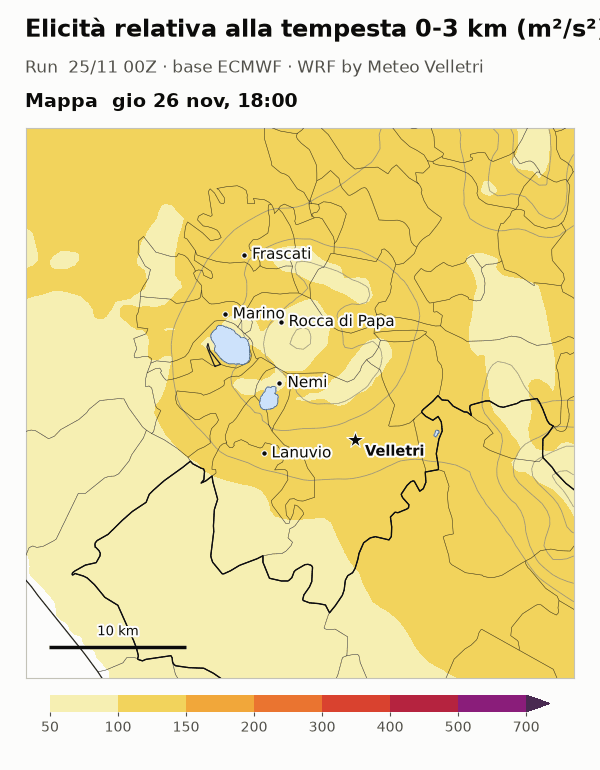 Elicità relativa alla tempesta 0-3 km (m²/s²)
Run 25/11 00Z · base ECMWF · WRF by Meteo Velletri
Mappa gio 26 nov, 18:00
Frascati
Marino
Rocca di Papa
Nemi
Velletri
Lanuvio
10 km
50 100 150 200 300 400 500 700